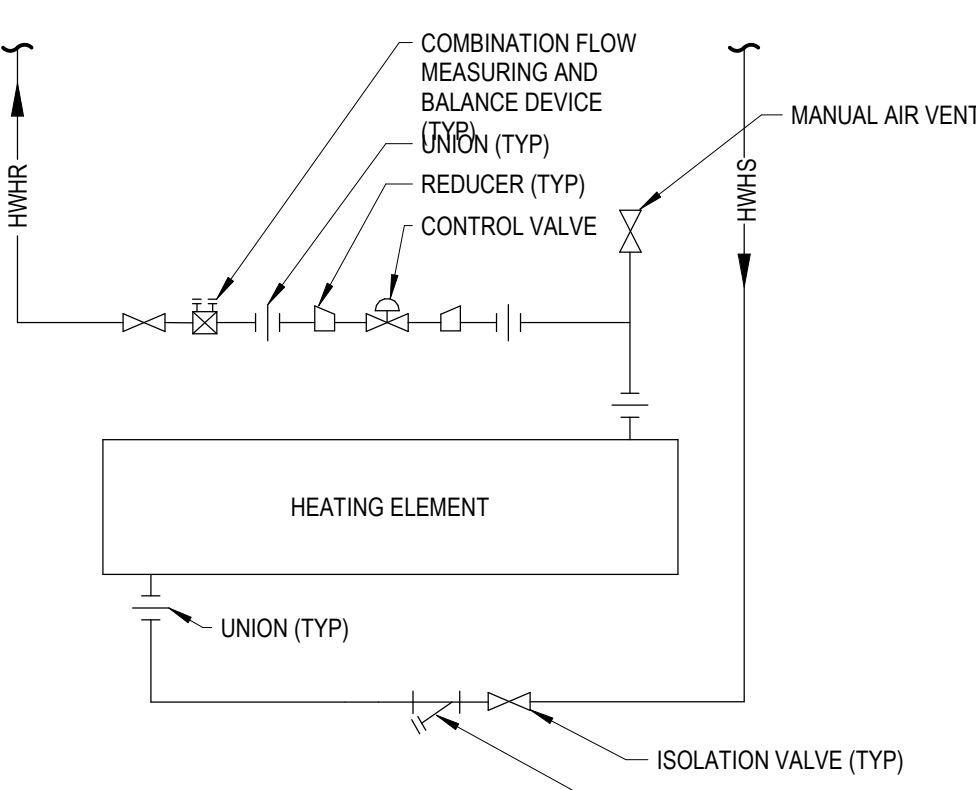 COMBINATION FLOW
MEASURING AND
BALANCE DEVICE
(TYP)
UNION (TYP)
REDUCER (TYP)
CONTROL VALVE
MANUAL AIR VENT
HWHR
HWHS
HEATING ELEMENT
UNION (TYP)
ISOLATION VALVE (TYP)